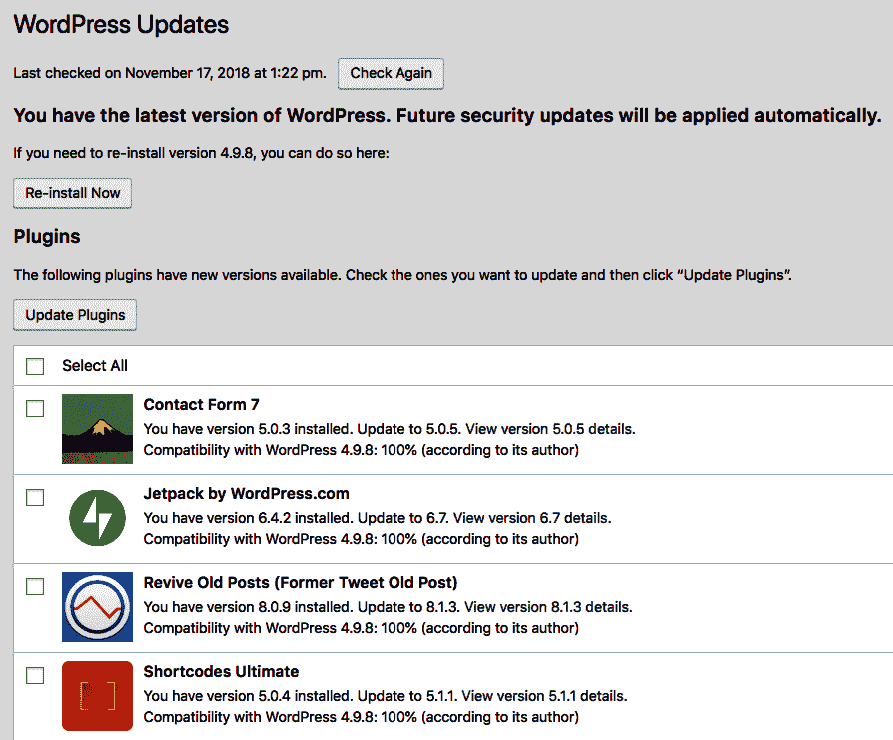 WordPress Updates
Last checked on November 17, 2018 at 1:22 pm. Check Again
You have the latest version of WordPress. Future security updates will be applied automatically.
If you need to re-install version 4.9.8, you can do so here:
Re-install Now
Plugins
The following plugins have new versions available. Check the ones you want to update and then click “Update Plugins”.
Update Plugins
Select All
Contact Form 7
You have version 5.0.3 installed. Update to 5.0.5. View version 5.0.5 details.
Compatibility with WordPress 4.9.8: 100% (according to its author)
Jetpack by WordPress.com
You have version 6.4.2 installed. Update to 6.7. View version 6.7 details.
Compatibility with WordPress 4.9.8: 100% (according to its author)
Revive Old Posts (Former Tweet Old Post)
You have version 8.0.9 installed. Update to 8.1.3. View version 8.1.3 details.
Compatibility with WordPress 4.9.8: 100% (according to its author)
Shortcodes Ultimate
You have version 5.0.4 installed. Update to 5.1.1. View version 5.1.1 details.
Compatibility with WordPress 4.9.8: 100% (according to its author)